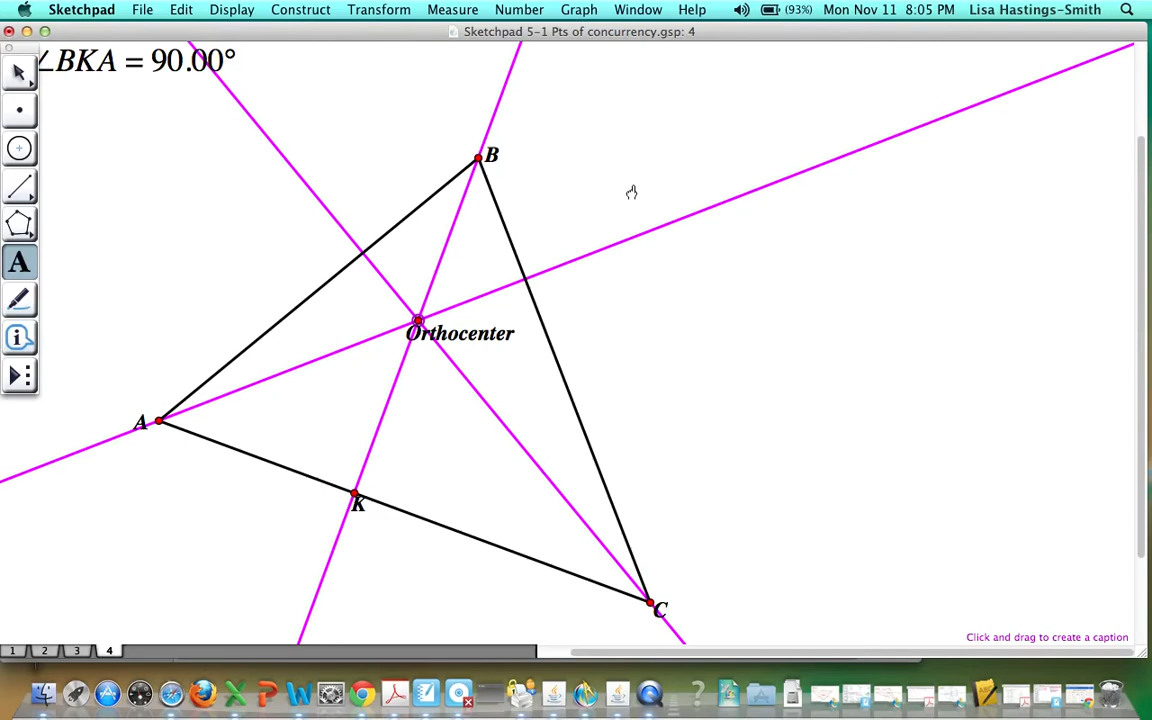 Sketchpad File Edit Display Construct Transform Measure Number Graph Window Help (93%) Mon Nov 11 8:05 PM Lisa Hastings-Smith
Sketchpad 5-1 Pts of concurrency.gsp: 4
∠BKA = 90.00°
B
A
Orthocenter
A
K
C
Click and drag to create a caption
1 2 3 4